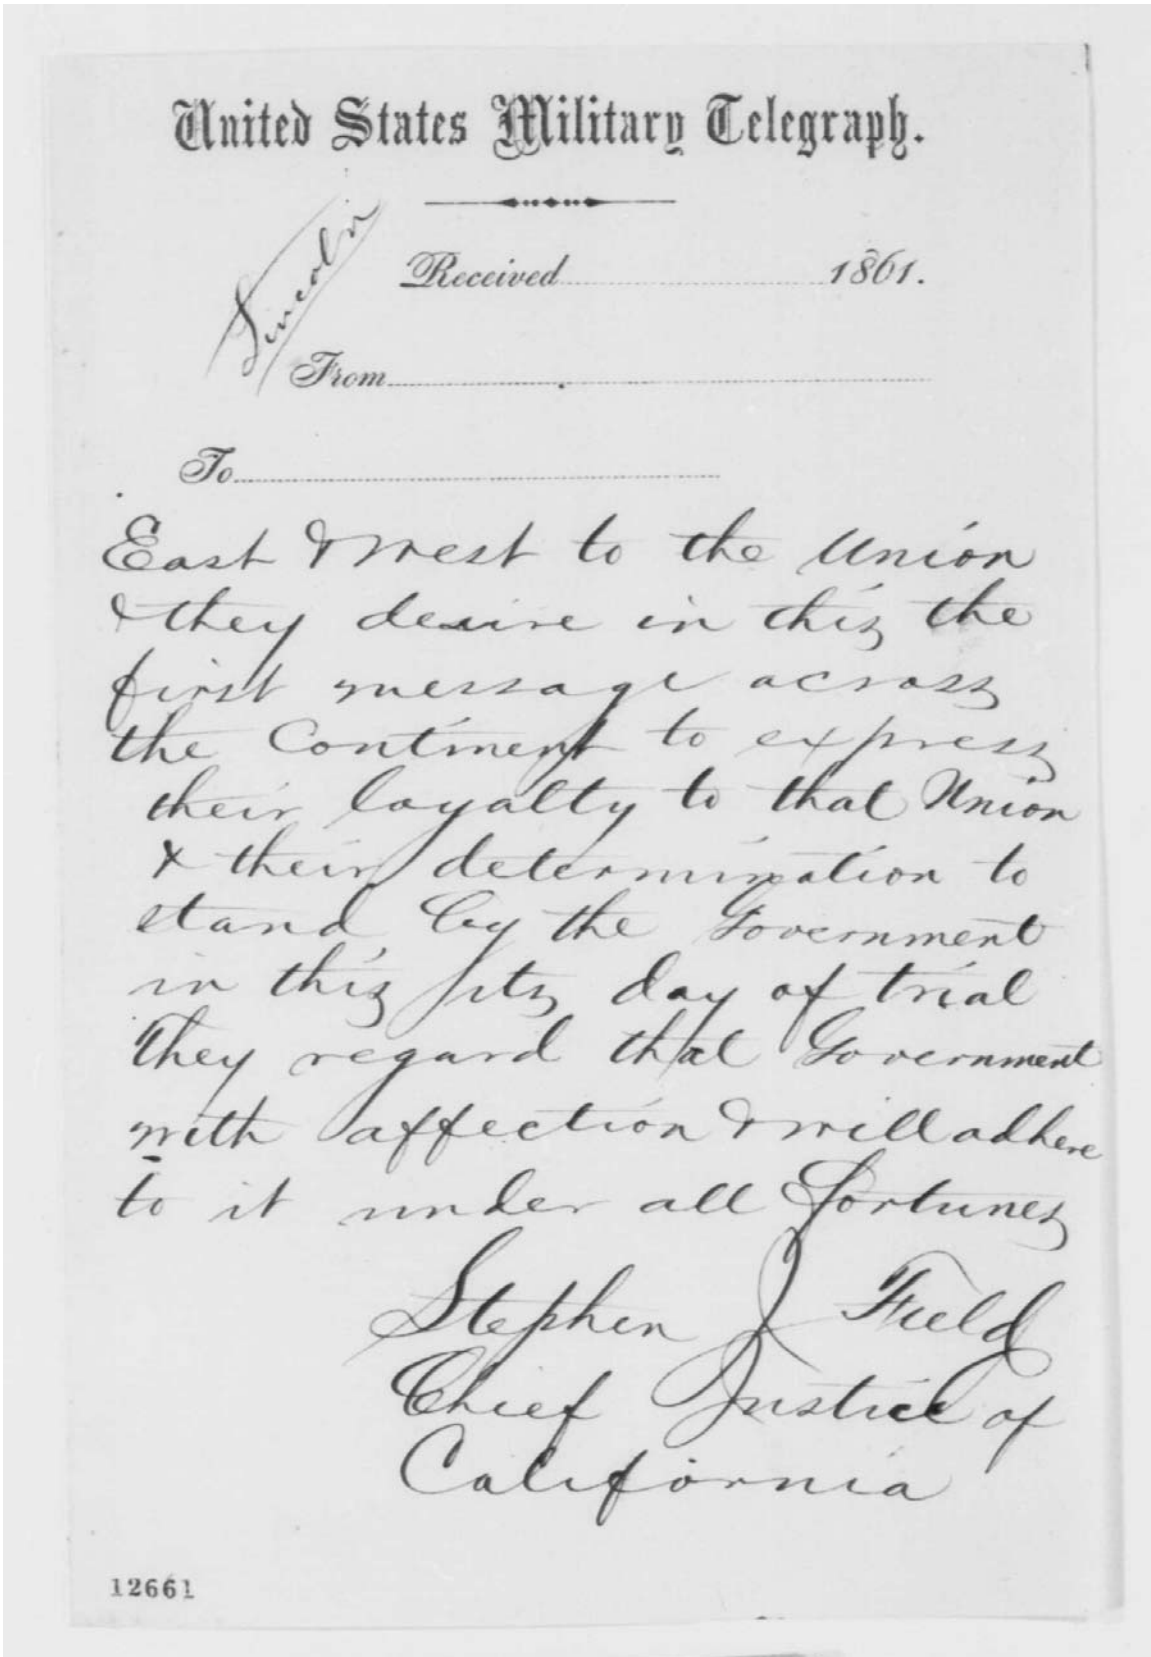 United States Military Telegraph.
Lincoln
Received 1861.
From
To
East & West to the Union
& they desire in this the
first message across
the Continent to express
their loyalty to that Union
& their determination to
stand by the Government
in this its day of trial
They regard that Government
with affection & will adhere
to it under all fortunes
Stephen J Field
Chief Justice of
California
12661